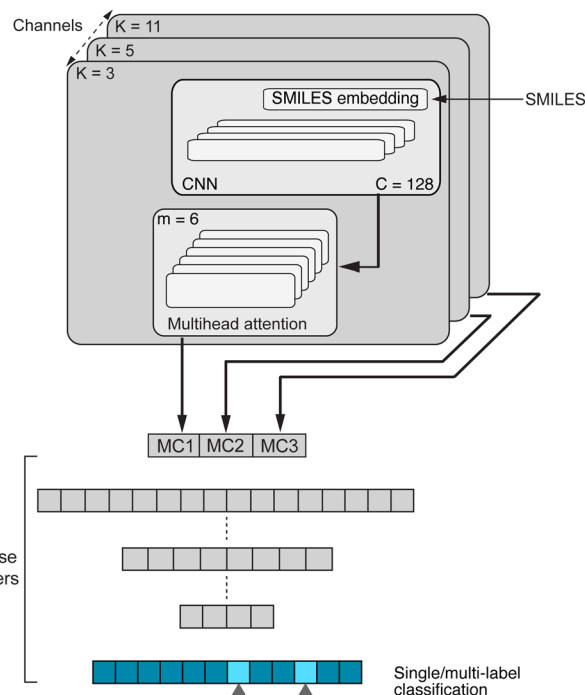 Channels
K = 11
K = 5
K = 3
SMILES embedding
SMILES
CNN
C = 128
m = 6
Multihead attention
MC1
MC2
MC3
Single/multi-label
classification